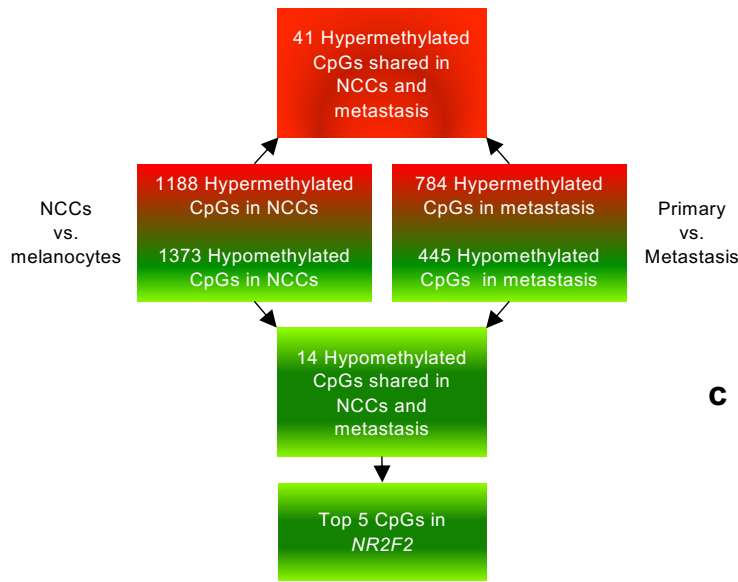 41 Hypermethylated
CpGs shared in
NCCs and
metastasis
NCCs
vs.
melanocytes
1188 Hypermethylated
CpGs in NCCs
1373 Hypomethylated
CpGs in NCCs
784 Hypermethylated
CpGs in metastasis
445 Hypomethylated
CpGs in metastasis
Primary
vs.
Metastasis
14 Hypomethylated
CpGs shared in
NCCs and
metastasis
c
Top 5 CpGs in
NR2F2